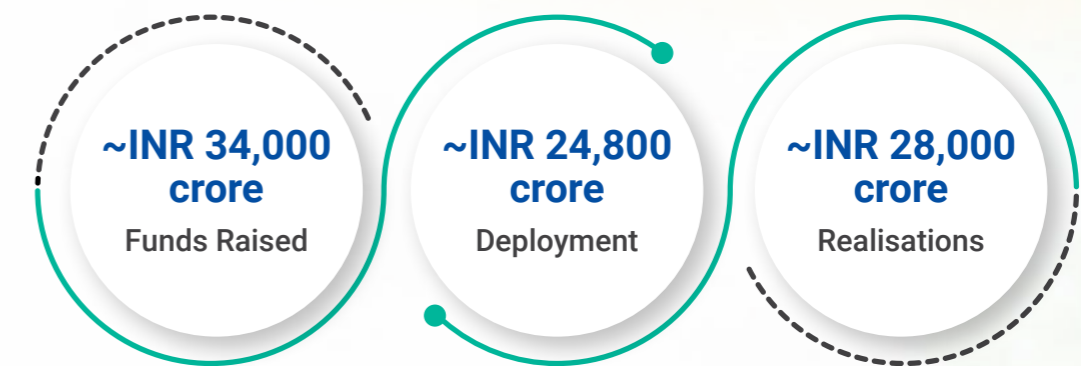 ~INR 34,000
crore
Funds Raised
~INR 24,800
crore
Deployment
~INR 28,000
crore
Realisations